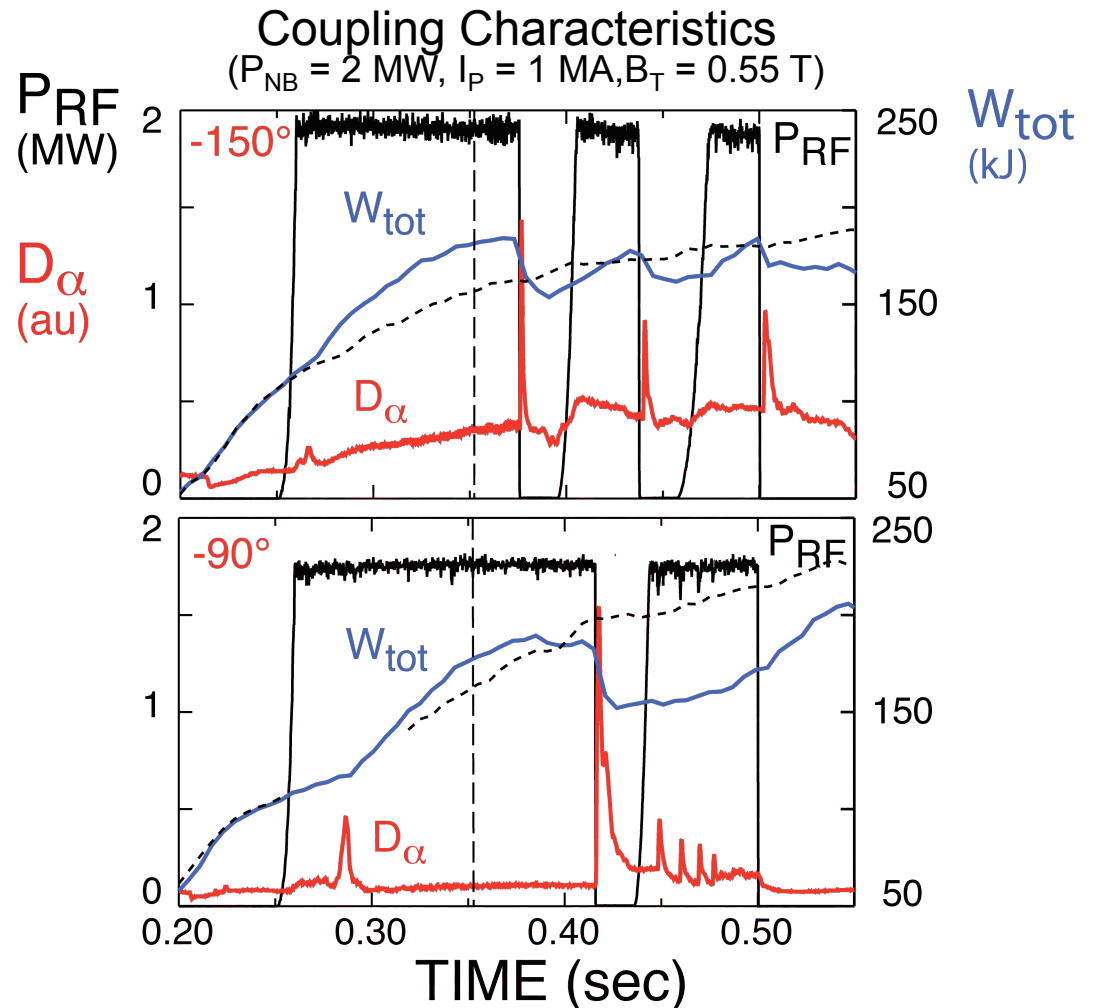 Coupling Characteristics
(P_NB = 2 MW, I_P = 1 MA,B_T = 0.55 T)
P_RF
(MW)
W_tot
(kJ)
D_α
(au)
2
1
0
250
150
50
-150°
P_RF
W_tot
D_α
2
1
0
250
150
50
-90°
P_RF
W_tot
D_α
0.20
0.30
0.40
0.50
TIME (sec)